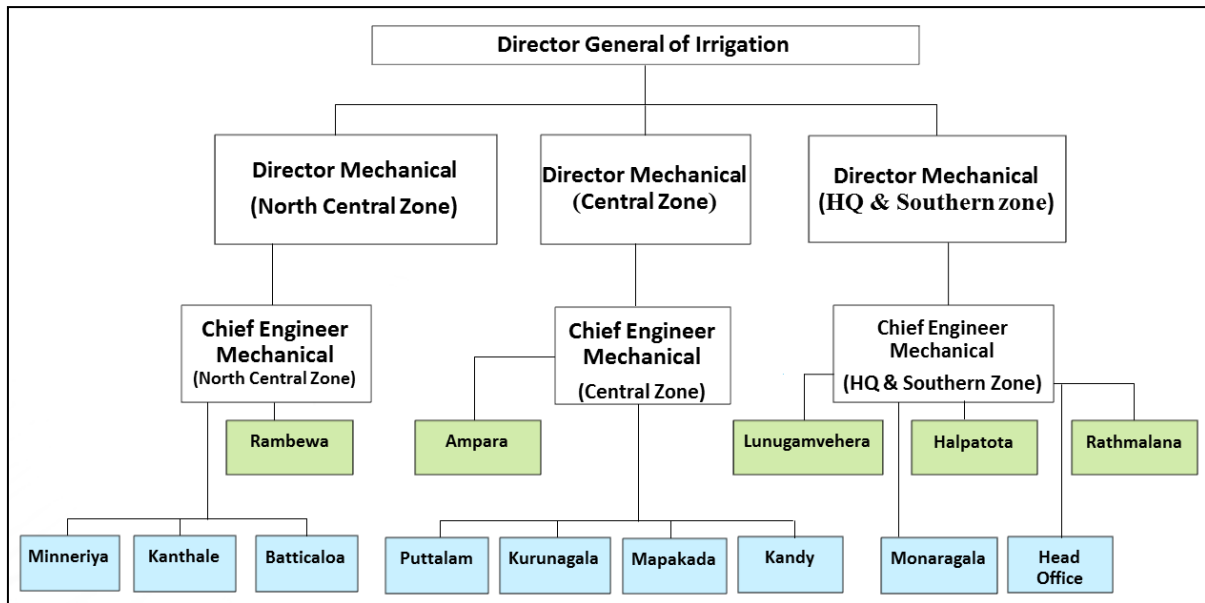 Director General of Irrigation
Director Mechanical
(North Central Zone)
Director Mechanical
(Central Zone)
Director Mechanical
(HQ & Southern zone)
Chief Engineer
Mechanical
(North Central Zone)
Chief Engineer
Mechanical
(Central Zone)
Chief Engineer
Mechanical
(HQ & Southern Zone)
Rambewa
Ampara
Lunugamvehera
Halpatota
Rathmalana
Minneriya
Kanthale
Batticaloa
Puttalam
Kurunagala
Mapakada
Kandy
Monaragala
Head
Office